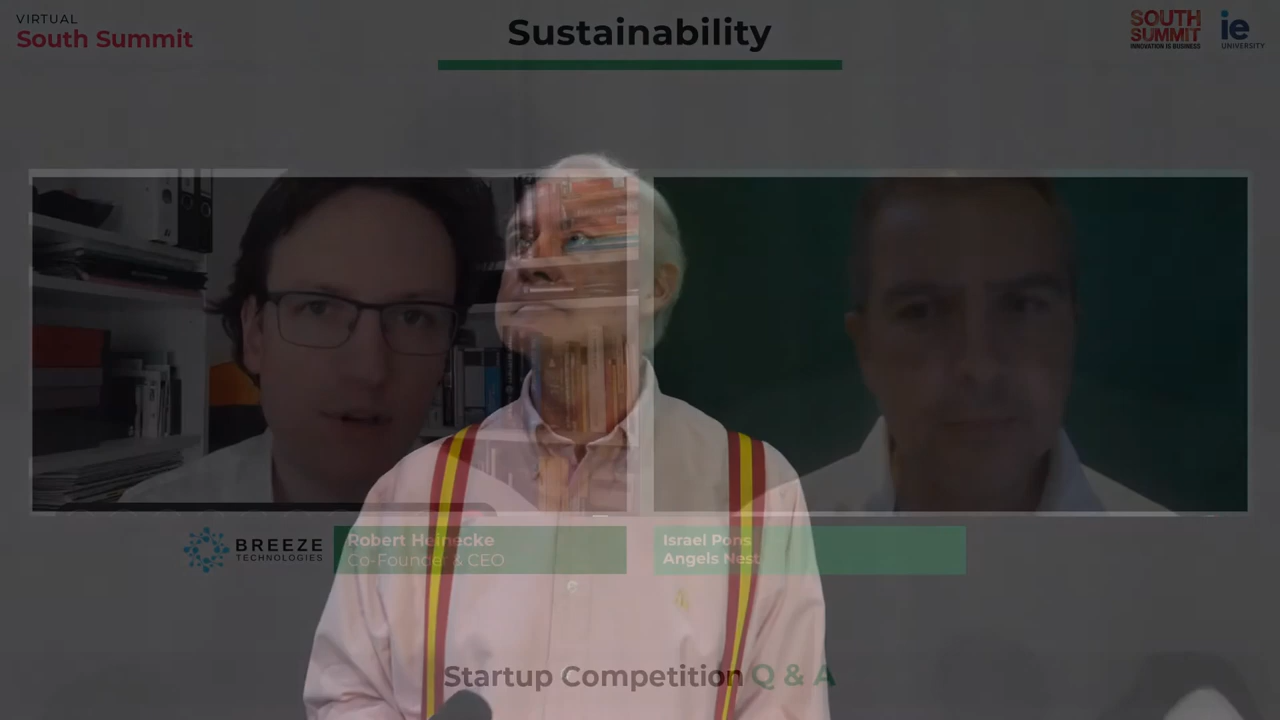 VIRTUAL
South Summit
Sustainability
SOUTH
SUMMIT
INNOVATION IS BUSINESS
ie
UNIVERSITY
BREEZE
TECHNOLOGIES
Robert Heinecke
Co-Founder & CEO
Israel Pons
Angels Nest
Startup Competition Q & A